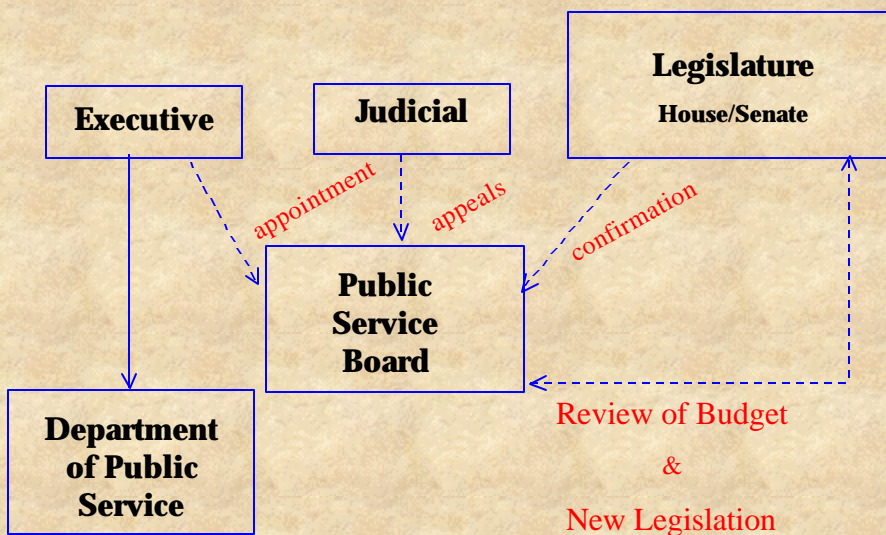 Executive
Judicial
Legislature
House/Senate
appointment
appeals
confirmation
Public
Service
Board
Department
of Public
Service
Review of Budget
&
New Legislation